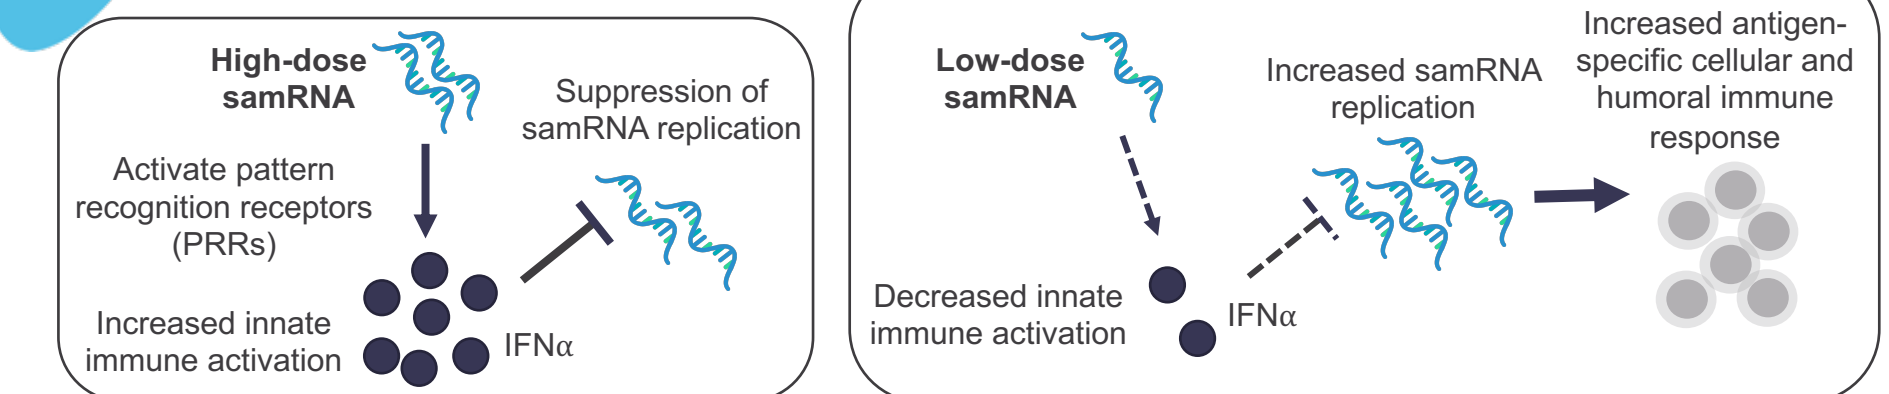 High-dose
samRNA
Suppression of
samRNA replication
Activate pattern
recognition receptors
(PRRs)
Increased innate
immune activation
IFNα
Low-dose
samRNA
Increased samRNA
replication
Increased antigen-
specific cellular and
humoral immune
response
Decreased innate
immune activation
IFNα